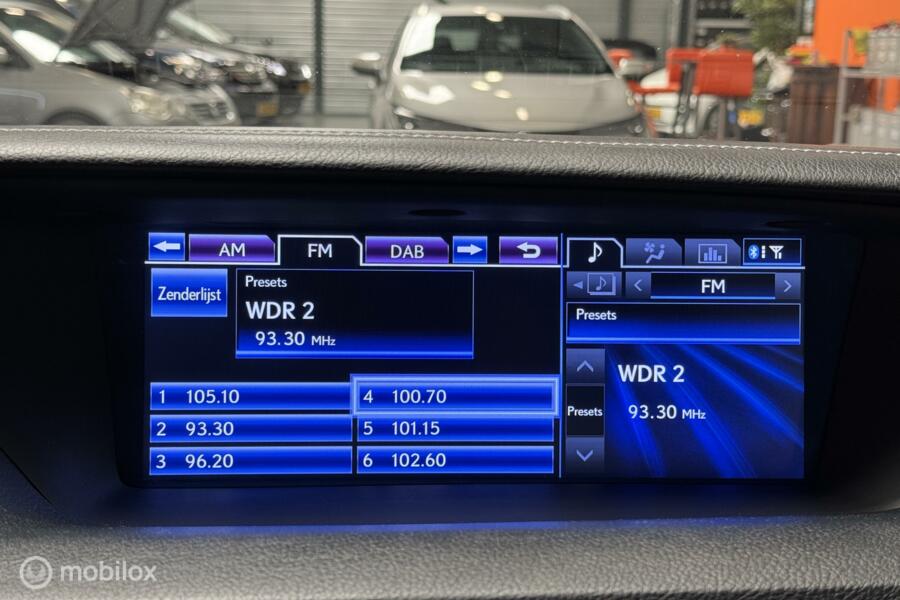 AM FM DAB
Zenderlijst
Presets
WDR 2
93.30 MHz
1 105.10
2 93.30
3 96.20
4 100.70
5 101.15
6 102.60
FM
Presets
Presets
WDR 2
93.30 MHz
mobilox